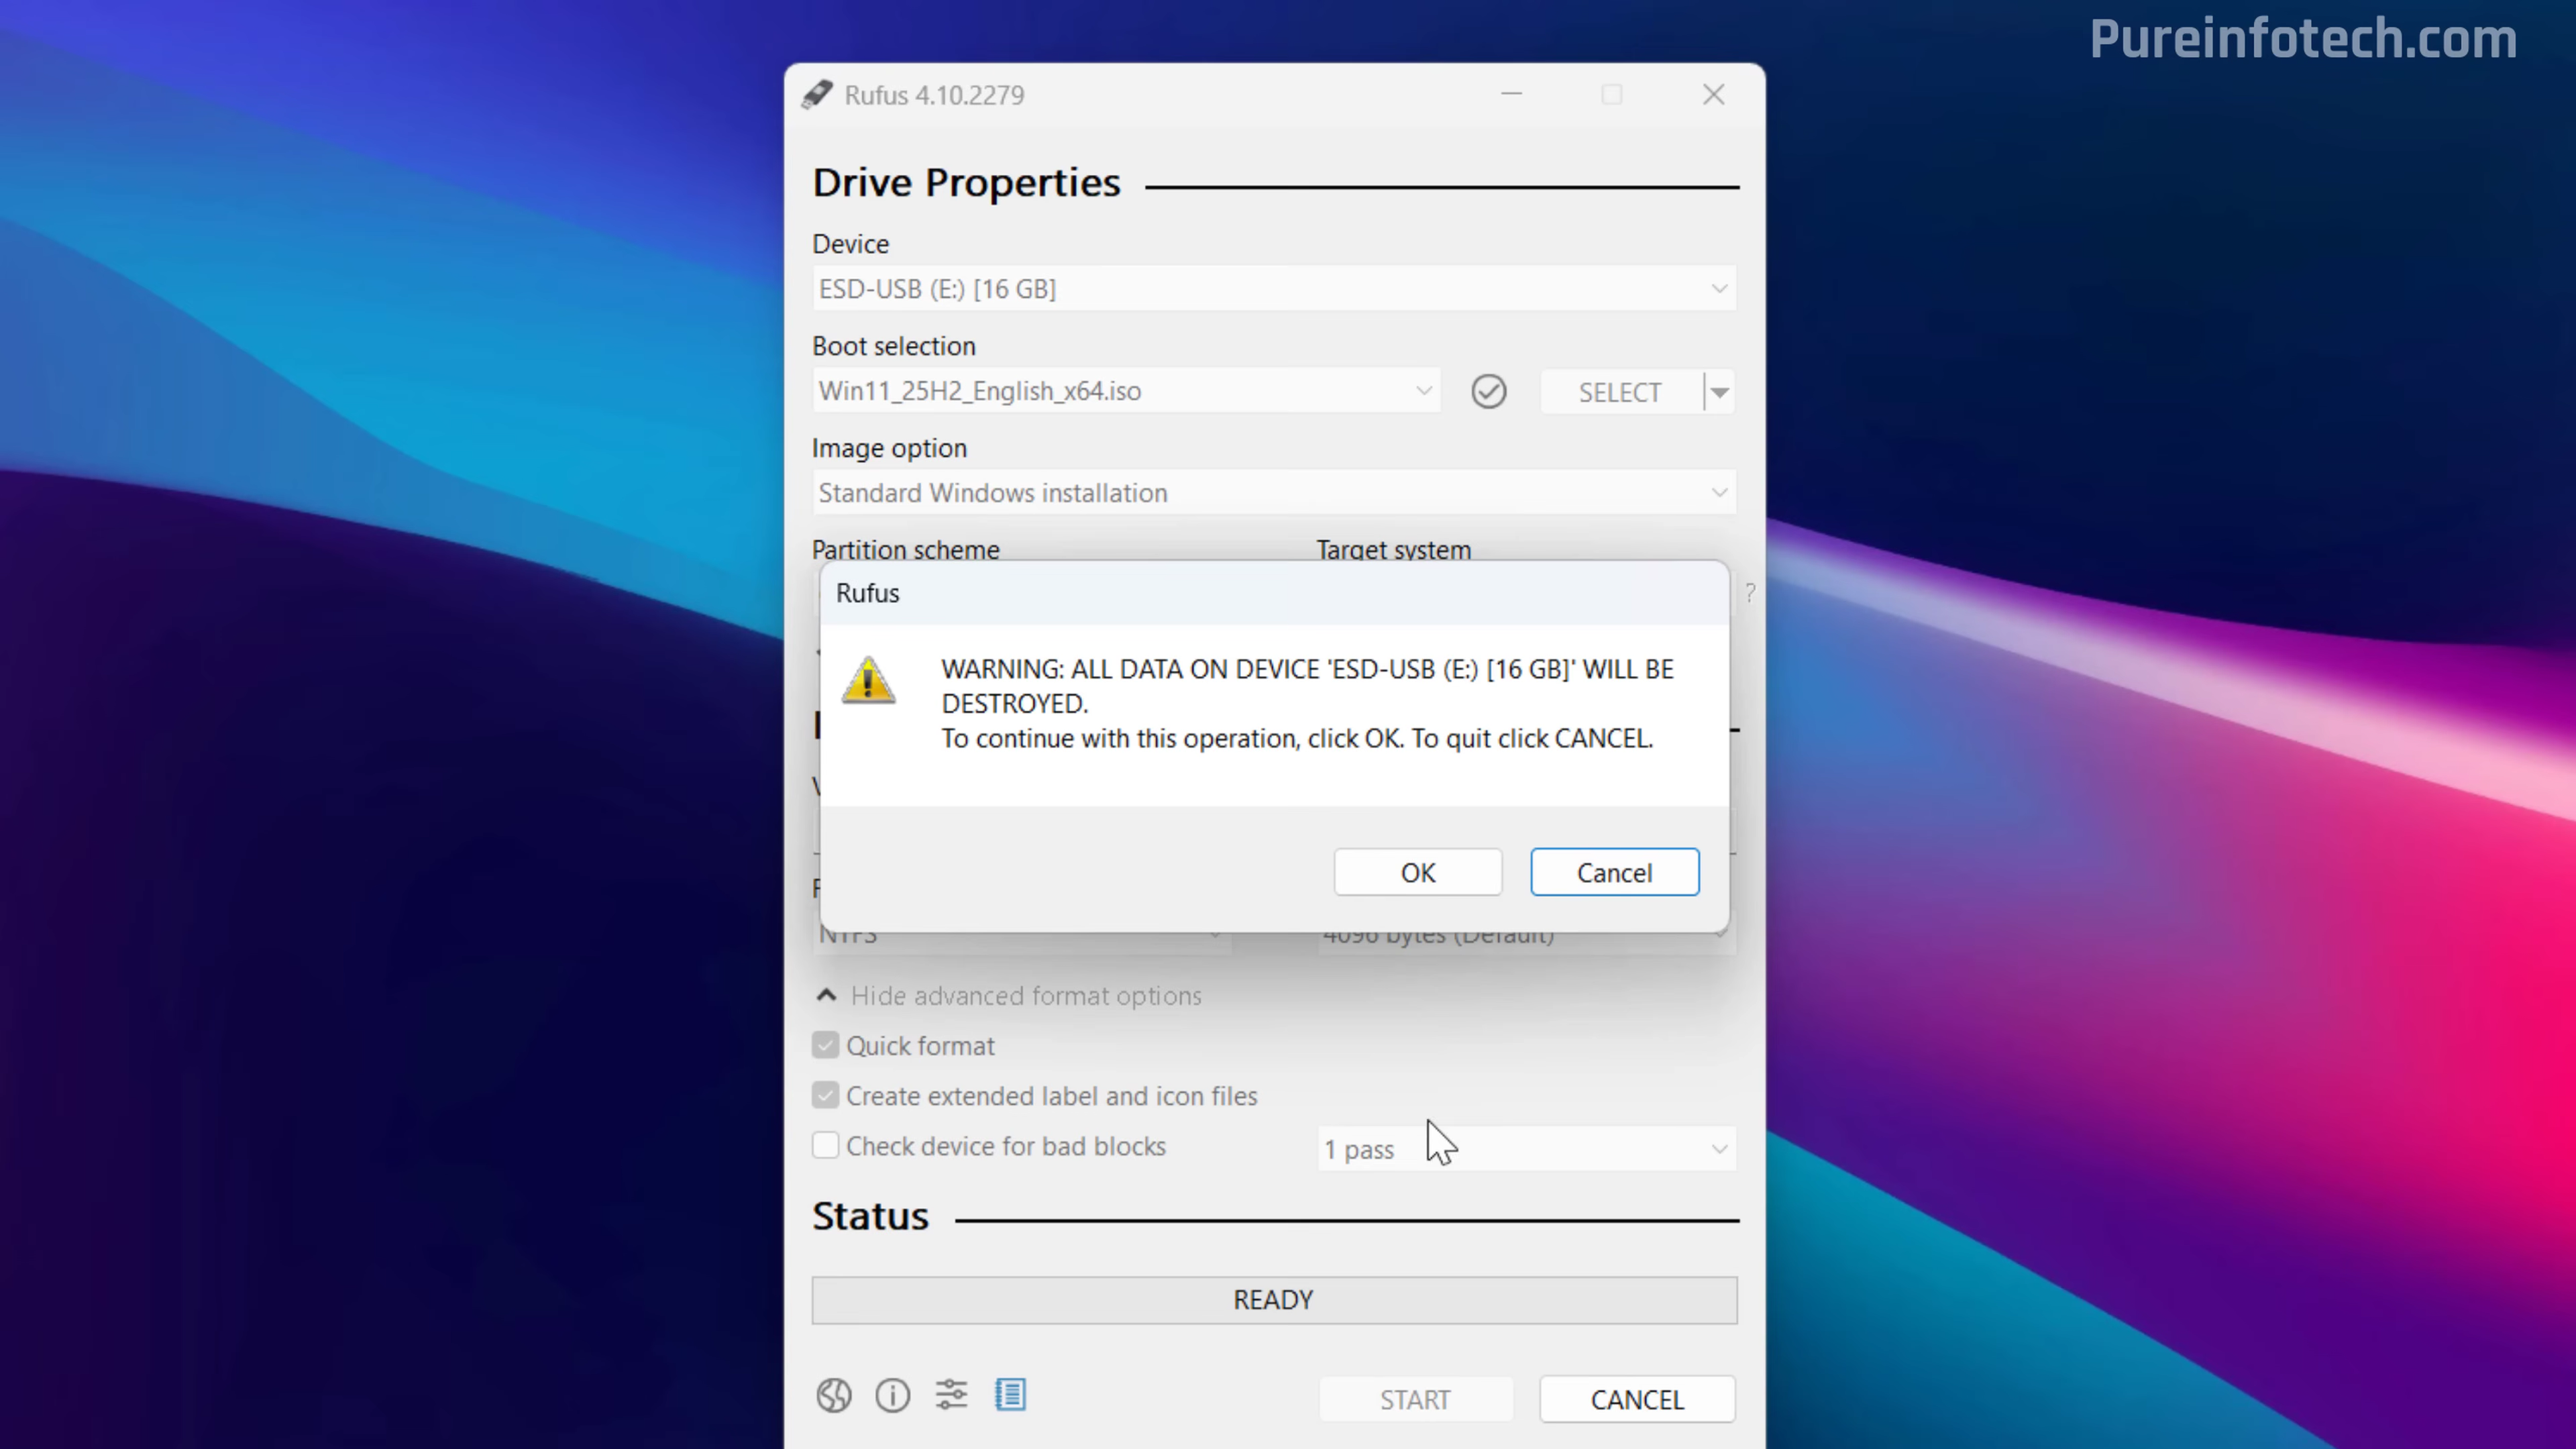 Pureinfotech.com
Rufus 4.10.2279
Drive Properties
Device
ESD-USB (E:) [16 GB]
Boot selection
Win11_25H2_English_x64.iso
SELECT
Image option
Standard Windows installation
Partition scheme
Target system
?
Rufus
WARNING: ALL DATA ON DEVICE 'ESD-USB (E:) [16 GB]' WILL BE
DESTROYED.
To continue with this operation, click OK. To quit click CANCEL.
OK
Cancel
NTFS
4096 bytes (Default)
Hide advanced format options
Quick format
Create extended label and icon files
Check device for bad blocks
1 pass
Status
READY
START
CANCEL